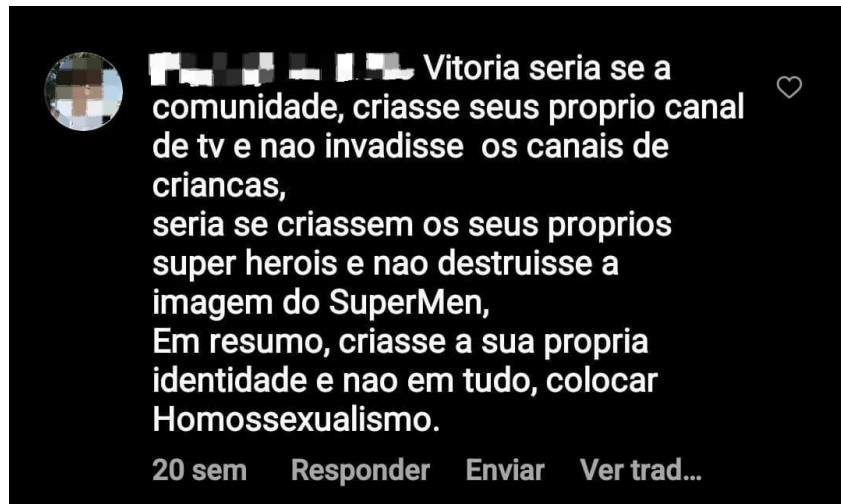 Vitoria seria se a
comunidade, criasse seus proprio canal
de tv e nao invadisse os canais de
criancas,
seria se criassem os seus proprios
super herois e nao destruisse a
imagem do SuperMen,
Em resumo, criasse a sua propria
identidade e nao em tudo, colocar
Homossexualismo.
20 sem Responder Enviar Ver trad...